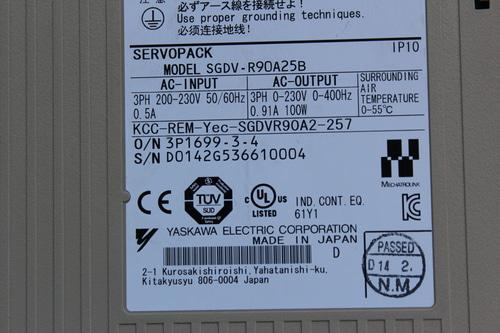 必ずアース線を接続せよ!
Use proper grounding techniques.
必须连接地线!
SERVOPACK IP10
MODEL SGDV-R90A25B
AC-INPUT AC-OUTPUT SURROUNDING AIR TEMPERATURE 0-55℃
3PH 200-230V 50/60Hz 3PH 0-230V 0-400Hz
0.5A 0.91A 100W
KCC-REM-Yec-SGDVR90A2-257
O/N 3P1699-3-4
S/N D0142G536610004
MECHATROLINK
CE
TÜV
SÜD
C UL US
LISTED
IND. CONT. EQ.
61Y1
YASKAWA ELECTRIC CORPORATION
MADE IN JAPAN D
2-1 Kurosakishiroishi, Yahatanishi-ku,
Kitakyusyu 806-0004 Japan
PASSED
D 14 2.
N.M